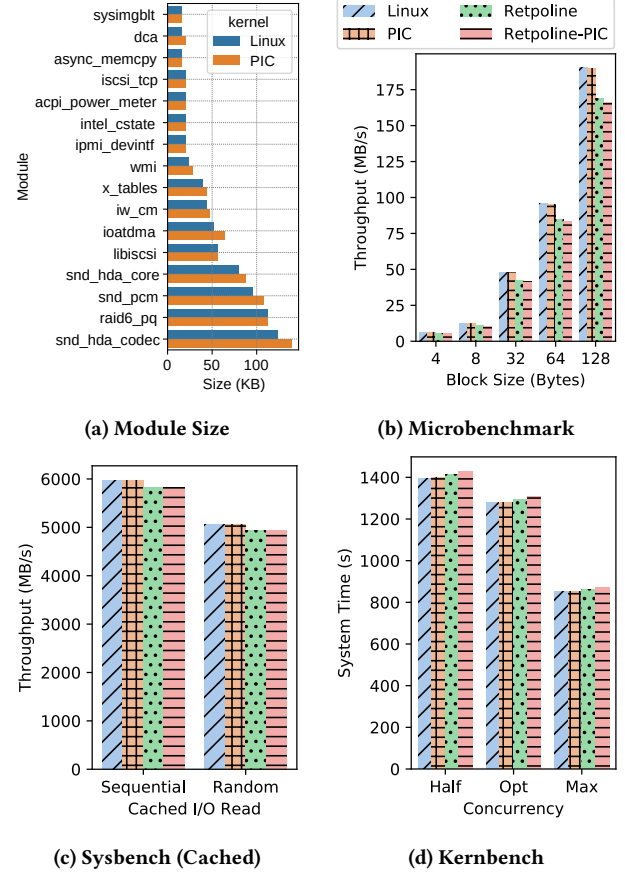 sysimgblt
dca
async_memcpy
iscsi_tcp
acpi_power_meter
intel_cstate
ipmi_devintf
wmi
x_tables
iw_cm
ioatdma
libiscsi
snd_hda_core
snd_pcm
raid6_pq
snd_hda_codec
Module
kernel
Linux
PIC
0 50 100
Size (KB)
(a) Module Size
Linux Retpoline
PIC Retpoline-PIC
175
150
125
100
75
50
25
0
Throughput (MB/s)
4 8 32 64 128
Block Size (Bytes)
(b) Microbenchmark
6000
5000
4000
3000
2000
1000
0
Throughput (MB/s)
Sequential Random
Cached I/O Read
(c) Sysbench (Cached)
1400
1200
1000
800
600
400
200
0
System Time (s)
Half Opt Max
Concurrency
(d) Kernbench